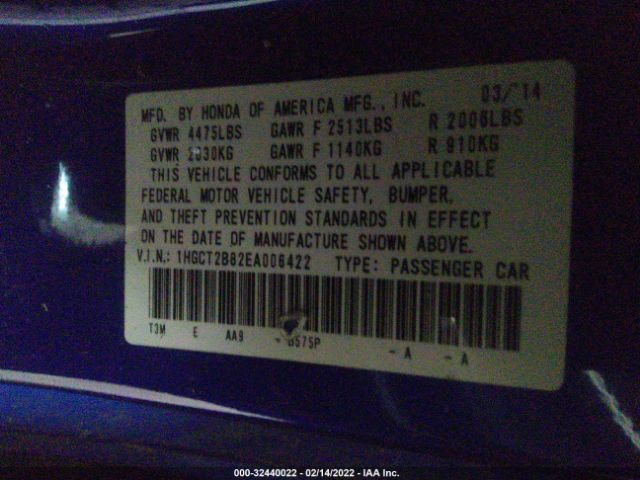 MFD. BY HONDA OF AMERICA MFG., INC. 03/14
GVWR 4475LBS GAWR F 2513LBS R 2006LBS
GVWR 2030KG GAWR F 1140KG R 910KG
THIS VEHICLE CONFORMS TO ALL APPLICABLE
FEDERAL MOTOR VEHICLE SAFETY, BUMPER,
AND THEFT PREVENTION STANDARDS IN EFFECT
ON THE DATE OF MANUFACTURE SHOWN ABOVE.
V.I.N.: 1HGCT2B82EA006422 TYPE: PASSENGER CAR
T3M E AA9 - B575P - A - A
000-32440022 - 02/14/2022 - IAA Inc.